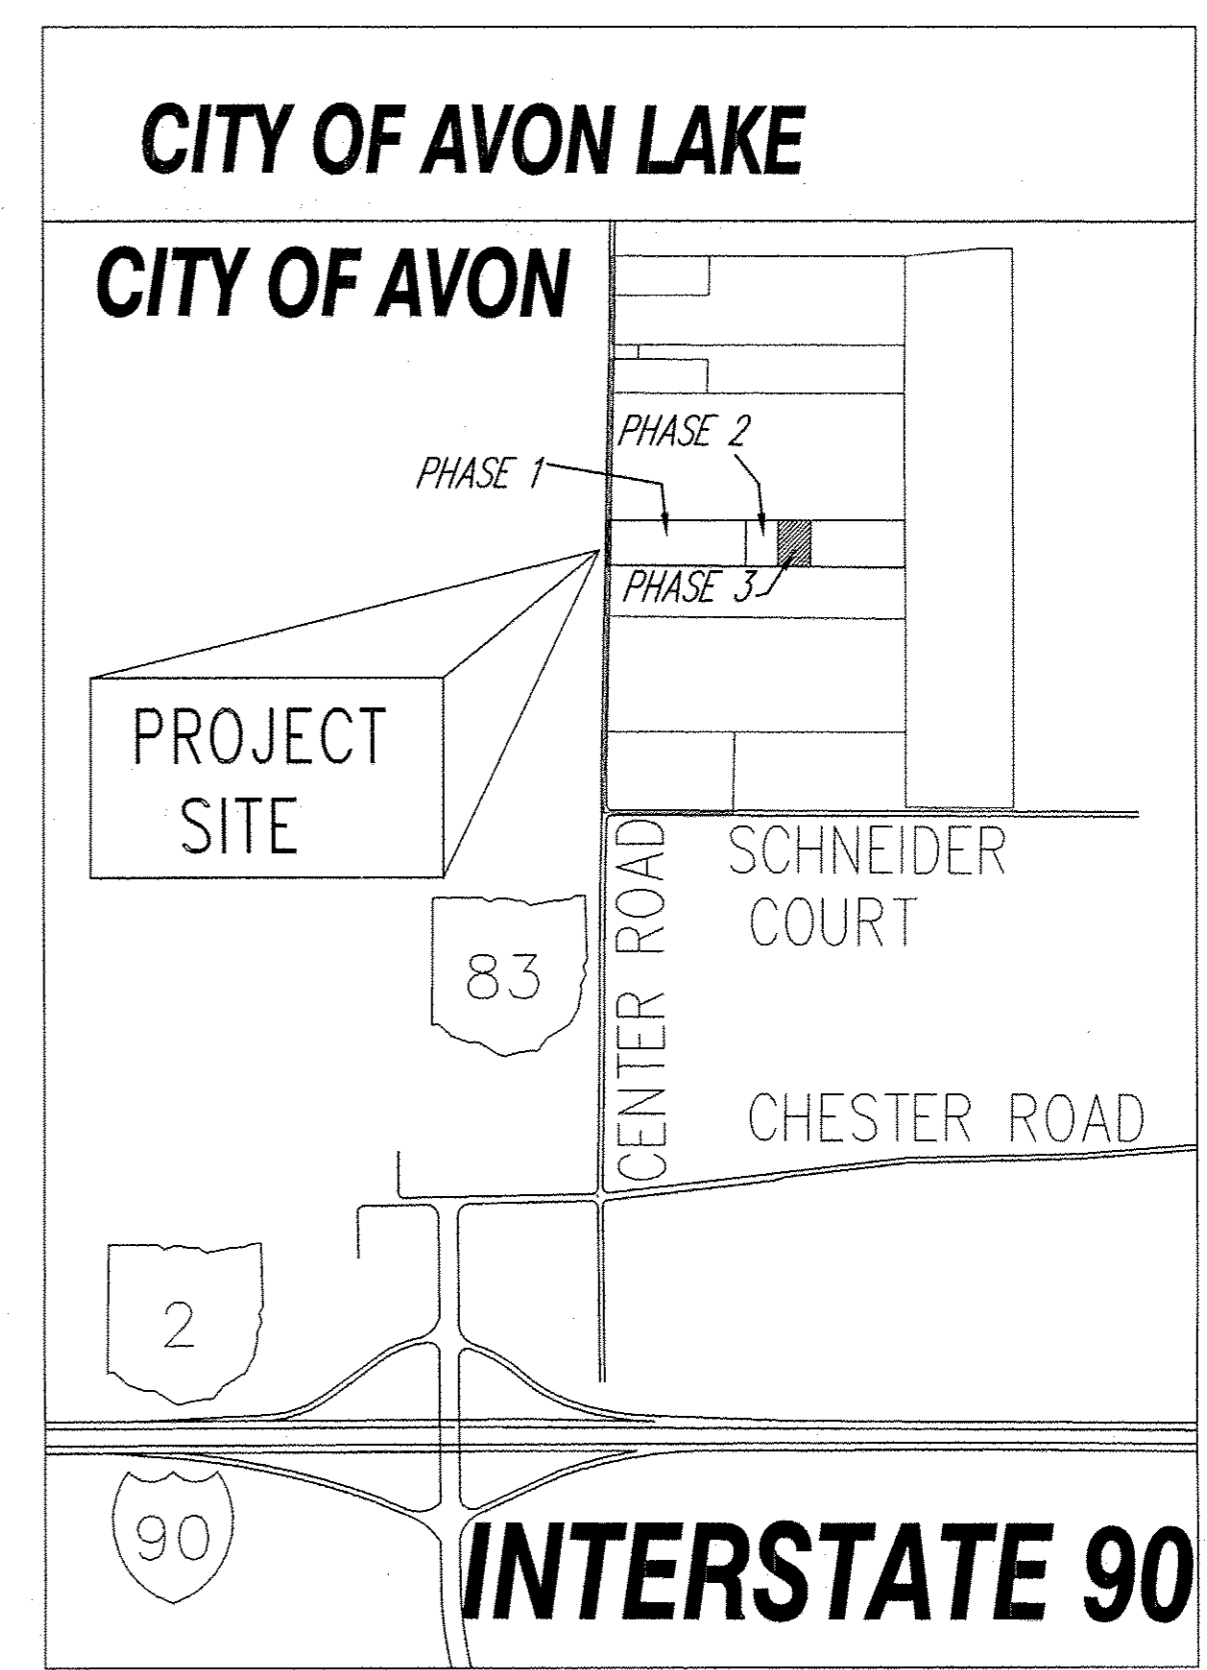 CITY OF AVON LAKE
CITY OF AVON
PHASE 2
PHASE 1
PHASE 3
PROJECT
SITE
SCHNEIDER
COURT
CENTER ROAD
83
CHESTER ROAD
2
90
INTERSTATE 90